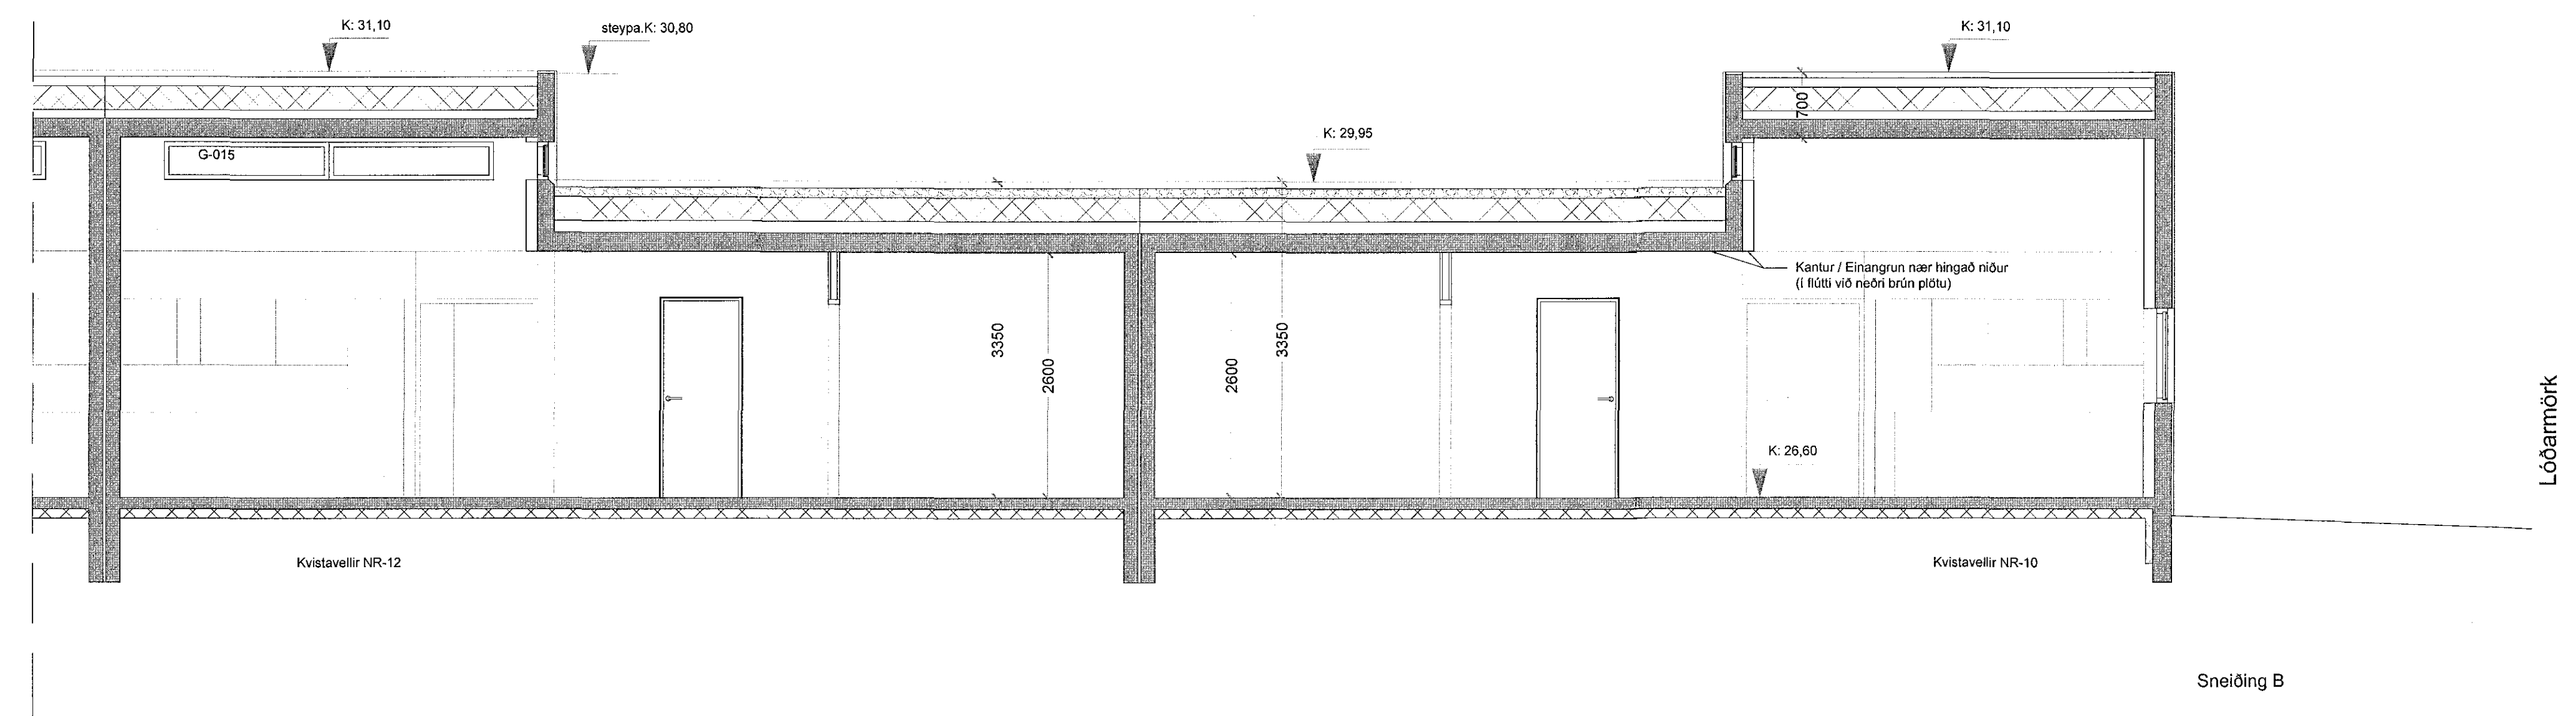 K: 31,10
steypa.K: 30,80
K: 31,10
700
K: 29,95
G-015
Kantur / Einangrun nær hingað niður
(í flútti við neðri brún plötu)
3350
2600
2600
3350
K: 26,60
Lóðarmörk
Kvistavellir NR-12
Kvistavellir NR-10
Sneiðing B